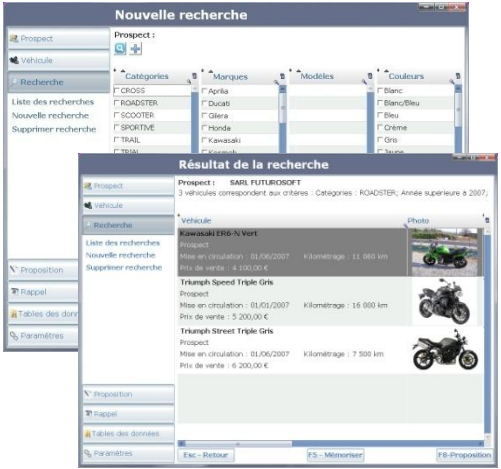 Nouvelle recherche
Prospect
Véhicule
Recherche
Liste des recherches
Nouvelle recherche
Supprimer recherche
Proposition
Rappel
Tables des donn
Paramètres
Prospect :
Catégories
Marques
Modèles
Couleurs
CROSS
ROADSTER
SCOOTER
SPORTIVE
TRAIL
TRIAL
Aprilia
Ducati
Gilera
Honda
Kawasaki
Blanc
Blanc/Bleu
Bleu
Crème
Gris
Jaune
Résultat de la recherche
Prospect
Véhicule
Recherche
Liste des recherches
Nouvelle recherche
Supprimer recherche
Proposition
Rappel
Tables des données
Paramètres
Prospect : SARL FUTUROSOFT
3 véhicules correspondent aux critères : Catégories : ROADSTER; Année supérieure à 2007;
Véhicule Photo
Kawasaki ER6-N Vert
Prospect
Mise en circulation : 01/06/2007 Kilométrage : 11 060 km
Prix de vente : 4 100,00 €
Triumph Speed Triple Gris
Prospect
Mise en circulation : 01/01/2007 Kilométrage : 16 000 km
Prix de vente : 5 200,00 €
Triumph Street Triple Gris
Prospect
Mise en circulation : 01/06/2007 Kilométrage : 7 500 km
Prix de vente : 6 200,00 €
Esc - Retour F5 - Mémoriser F8-Proposition